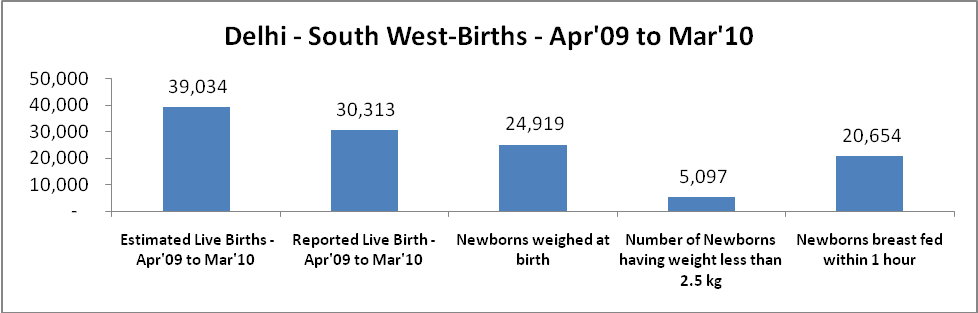 Delhi - South West-Births - Apr'09 to Mar'10
50,000
40,000
30,000
20,000
10,000
-
39,034
30,313
24,919
5,097
20,654
Estimated Live Births -
Apr'09 to Mar'10
Reported Live Birth -
Apr'09 to Mar'10
Newborns weighed at
birth
Number of Newborns
having weight less than
2.5 kg
Newborns breast fed
within 1 hour